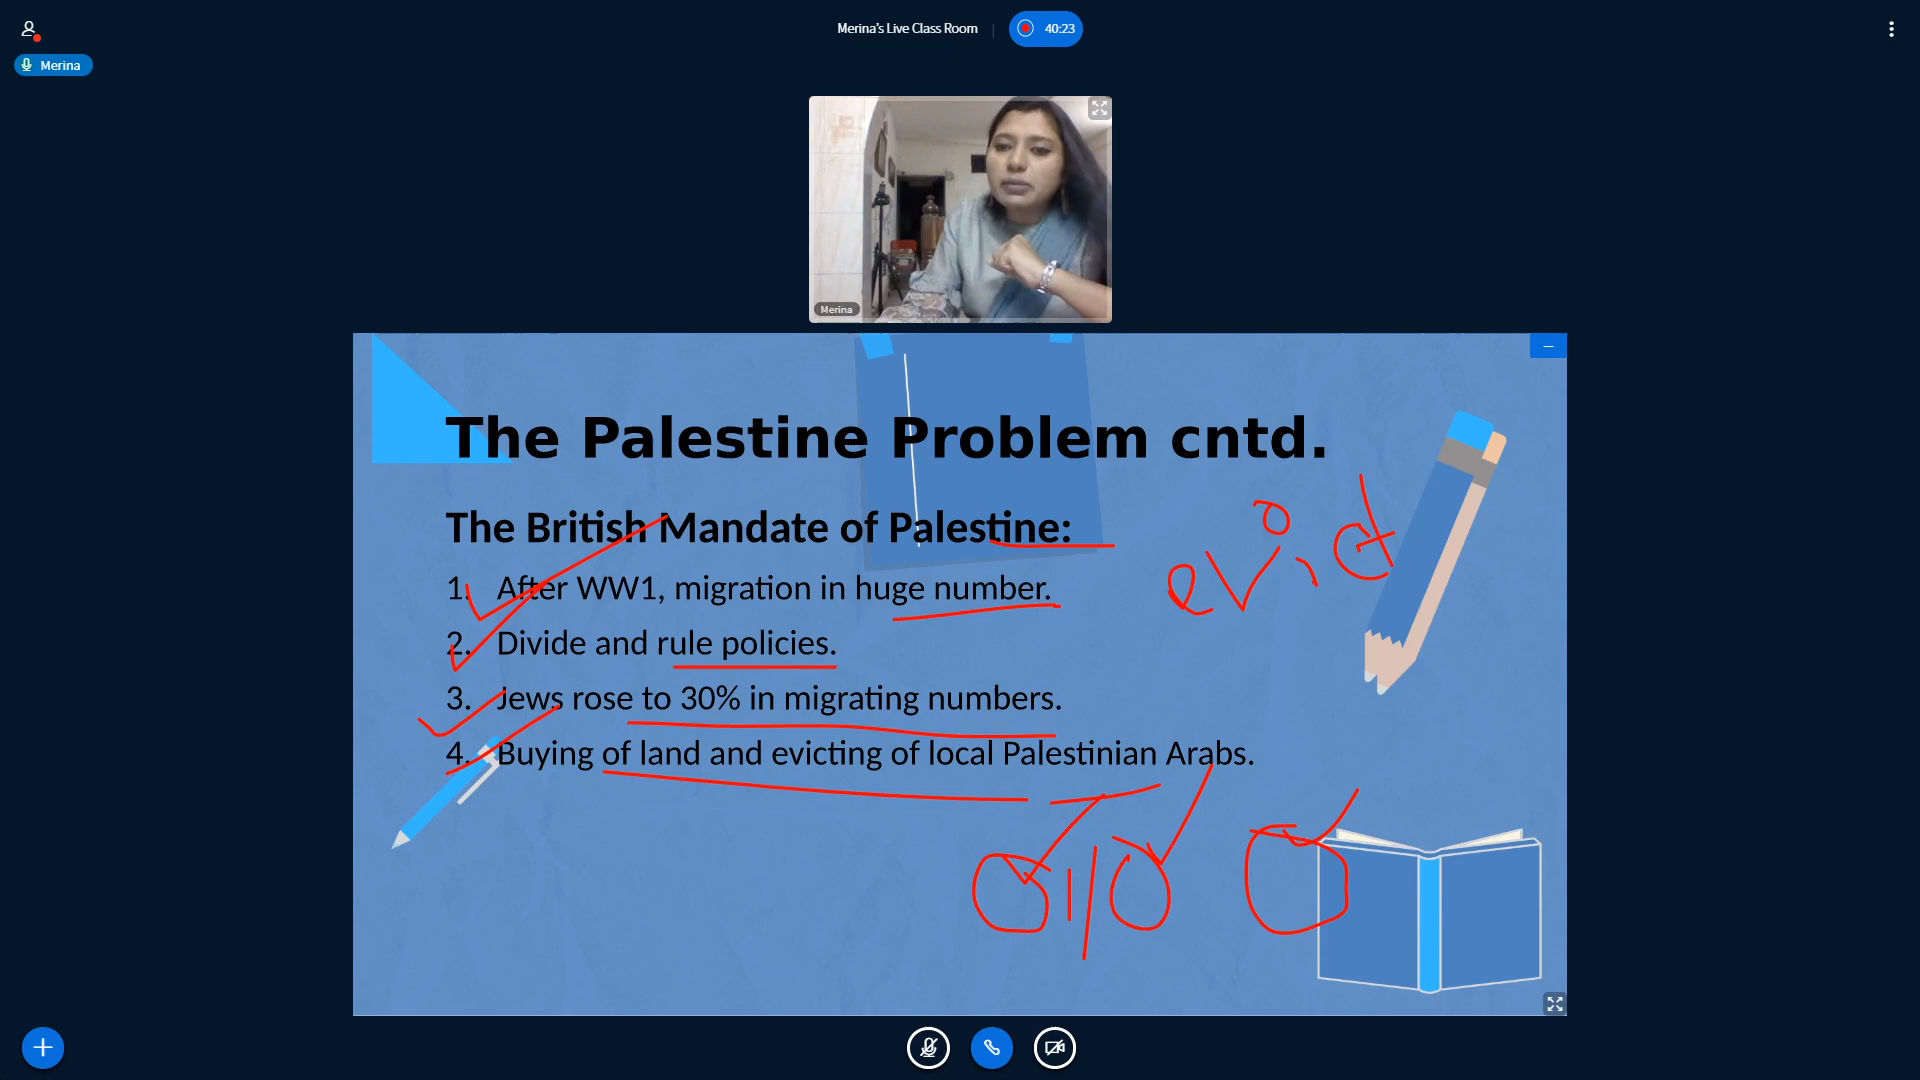 Merina's Live Class Room
40:23
Merina
Merina
The Palestine Problem cntd.
The British Mandate of Palestine:
1. After WW1, migration in huge number.
2. Divide and rule policies.
3. Jews rose to 30% in migrating numbers.
4. Buying of land and evicting of local Palestinian Arabs.